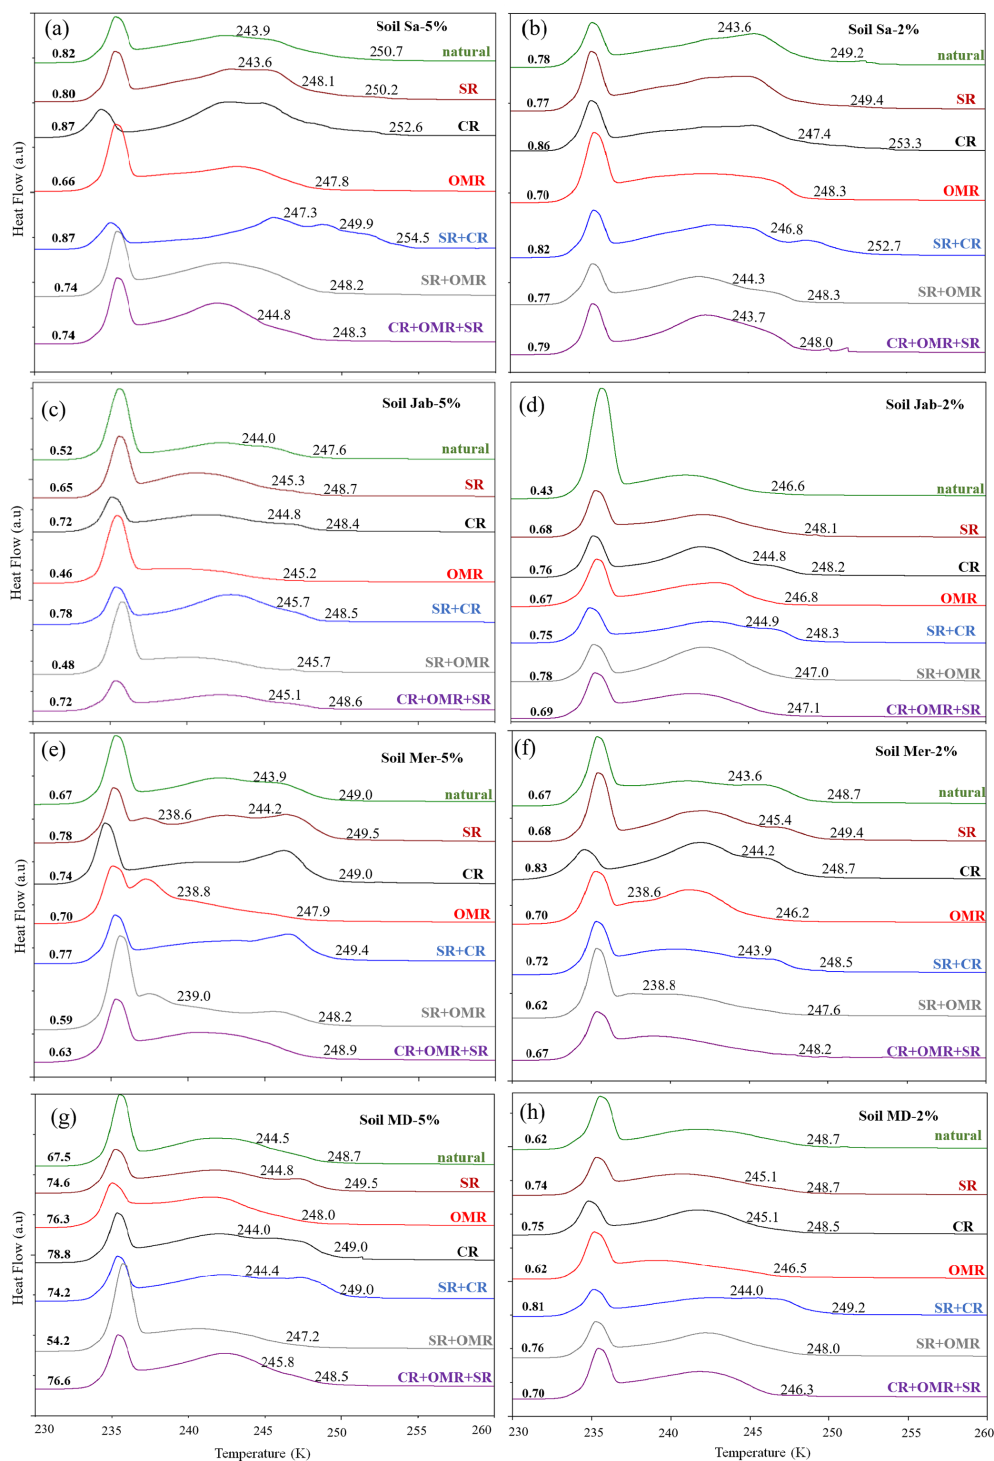 (a) Soil Sa-5%
243.9
0.82 250.7 natural
243.6
0.80 248.1 250.2 SR
0.87 252.6 CR
0.66 247.8 OMR
247.3 249.9
0.87 254.5 SR+CR
0.74 248.2 SR+OMR
244.8
0.74 248.3 CR+OMR+SR
Heat Flow (a.u)
(b) Soil Sa-2%
243.6
0.78 249.2 natural
0.77 249.4 SR
247.4
0.86 253.3 CR
0.70 248.3 OMR
246.8
0.82 252.7 SR+CR
244.3
0.77 248.3 SR+OMR
243.7
0.79 248.0 CR+OMR+SR
(c) Soil Jab-5%
244.0
0.52 247.6 natural
245.3
0.65 248.7 SR
244.8
0.72 248.4 CR
0.46 245.2 OMR
245.7
0.78 248.5 SR+CR
0.48 245.7 SR+OMR
245.1
0.72 248.6 CR+OMR+SR
Heat Flow (a.u)
(d) Soil Jab-2%
0.43 246.6 natural
0.68 248.1 SR
244.8
0.76 248.2 CR
0.67 246.8 OMR
244.9
0.75 248.3 SR+CR
0.78 247.0 SR+OMR
0.69 247.1 CR+OMR+SR
(e) Soil Mer-5%
243.9
0.67 249.0 natural
238.6 244.2
0.78 249.5 SR
0.74 249.0 CR
238.8
0.70 247.9 OMR
0.77 249.4 SR+CR
239.0
0.59 248.2 SR+OMR
0.63 248.9 CR+OMR+SR
Heat Flow (a.u)
(f) Soil Mer-2%
243.6
0.67 248.7 natural
245.4
0.68 249.4 SR
244.2
0.83 248.7 CR
238.6
0.70 246.2 OMR
243.9
0.72 248.5 SR+CR
238.8
0.62 247.6 SR+OMR
0.67 248.2 CR+OMR+SR
(g) Soil MD-5%
244.5
67.5 248.7 natural
244.8
74.6 249.5 SR
76.3 248.0 OMR
244.0
78.8 249.0 CR
244.4
74.2 249.0 SR+CR
54.2 247.2 SR+OMR
245.8
76.6 248.5 CR+OMR+SR
Heat Flow (a.u)
230 235 240 245 250 255 260
Temperature (K)
(h) Soil MD-2%
0.62 248.7 natural
245.1
0.74 248.7 SR
245.1
0.75 248.5 CR
0.62 246.5 OMR
244.0
0.81 249.2 SR+CR
0.76 248.0 SR+OMR
0.70 246.3 CR+OMR+SR
230 235 240 245 250 255 260
Temperature (K)